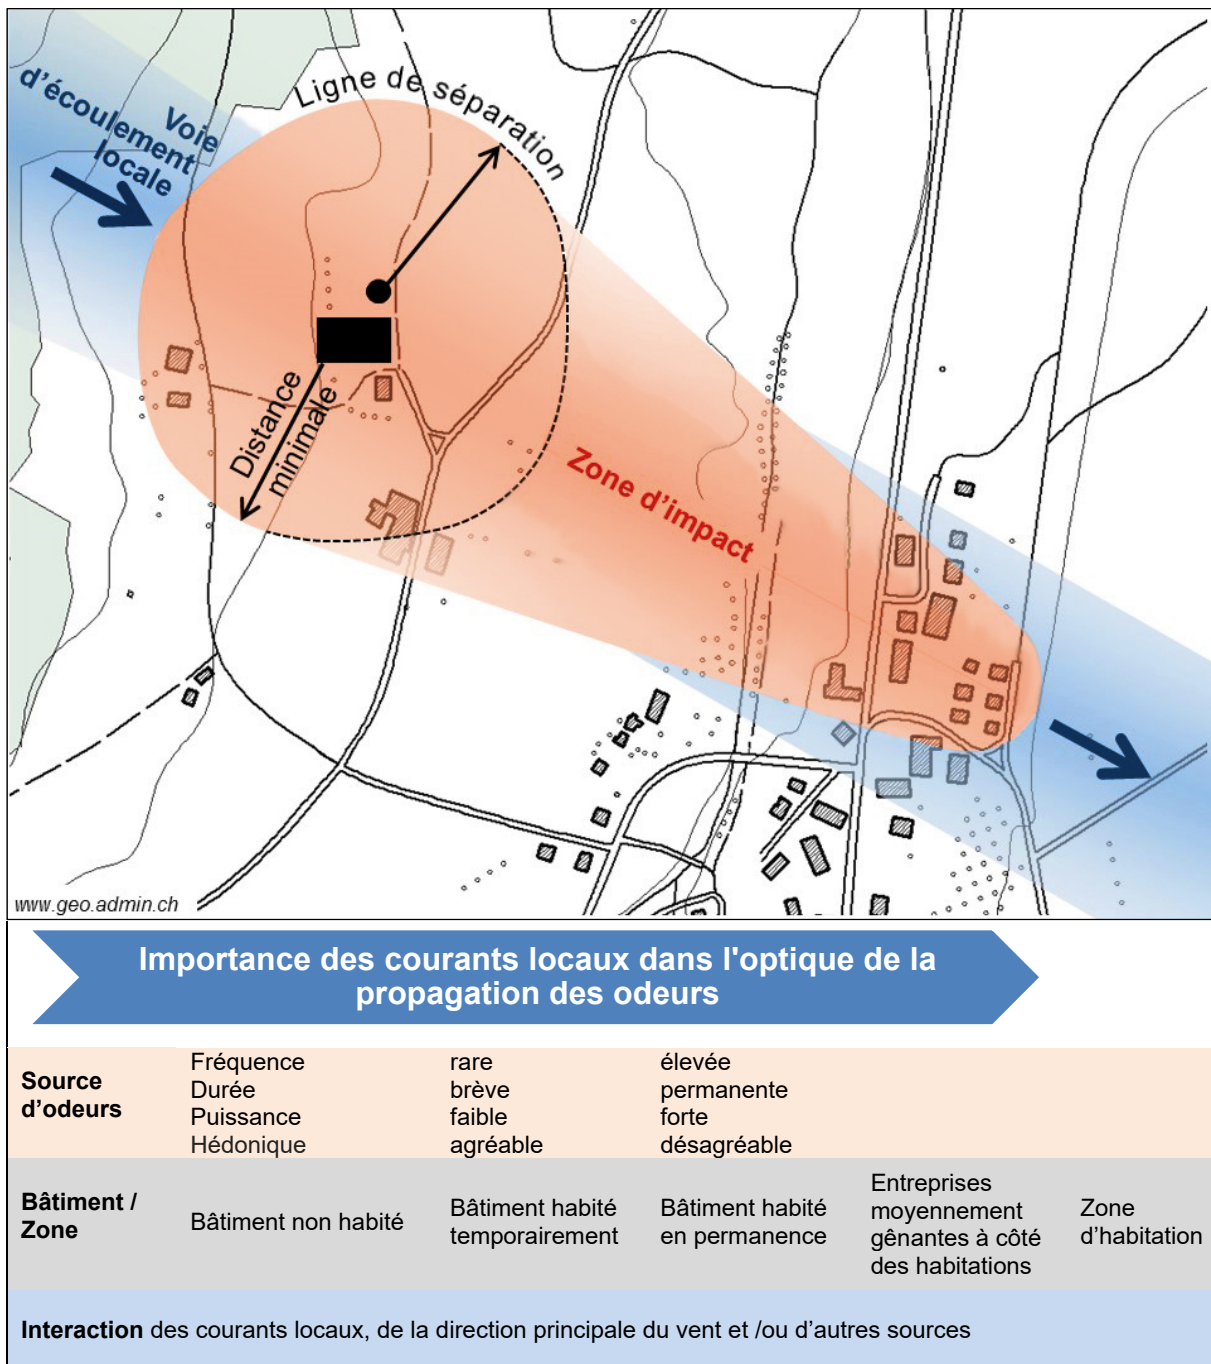 Voie
d'écoulement
locale
Ligne de séparation
Distance
minimale
Zone d'impact
www.geo.admin.ch
Importance des courants locaux dans l'optique de la
propagation des odeurs
Source
d'odeurs
Fréquence rare élevée
Durée brève permanente
Puissance faible forte
Hédonique agréable désagréable
Bâtiment /
Zone
Bâtiment non habité
Bâtiment habité
temporairement
Bâtiment habité
en permanence
Entreprises
moyennement
gênantes à côté
des habitations
Zone
d'habitation
Interaction des courants locaux, de la direction principale du vent et /ou d'autres sources